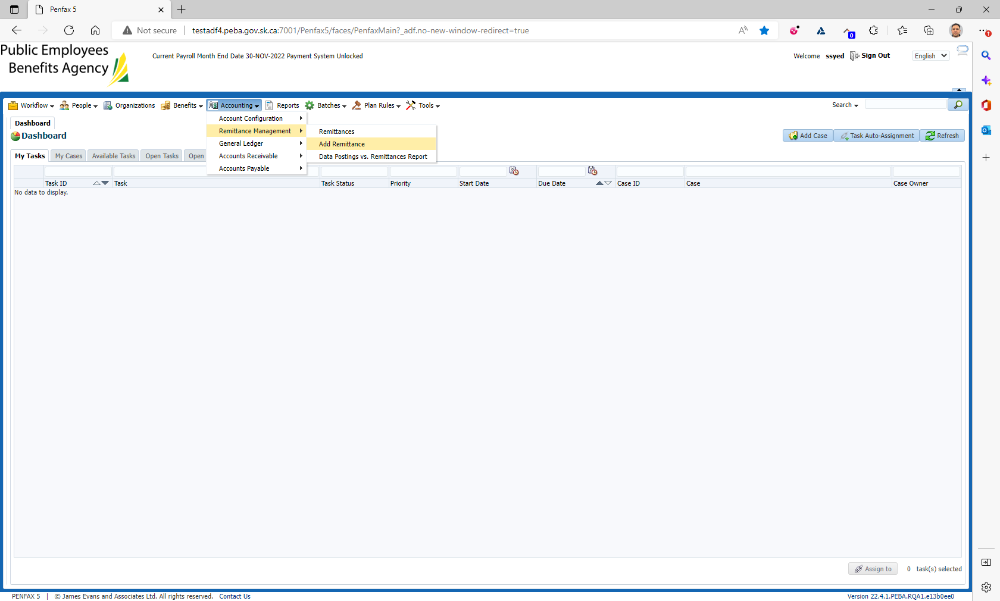 Penfax 5
Not secure
testadf4.peba.gov.sk.ca:7001/Penfax5/faces/PenfaxMain?_adf.no-new-window-redirect=true
0
Public Employees
Benefits Agency
Current Payroll Month End Date 30-NOV-2022 Payment System Unlocked
Welcome ssyed Sign Out English
Workflow People Organizations Benefits Accounting Reports Batches Plan Rules Tools Search
Account Configuration
Remittance Management
General Ledger
Accounts Receivable
Accounts Payable
Remittances
Add Remittance
Data Postings vs. Remittances Report
Dashboard
Dashboard
Add Case Task Auto-Assignment Refresh
My Tasks My Cases Available Tasks Open Tasks Open
Task ID Task Task Status Priority Start Date Due Date Case ID Case Case Owner
No data to display.
Assign to 0 task(s) selected
PENFAX 5 | © James Evans and Associates Ltd. All rights reserved. Contact Us
Version 22.4.1.PEBA.RQA1.e13b0ee0